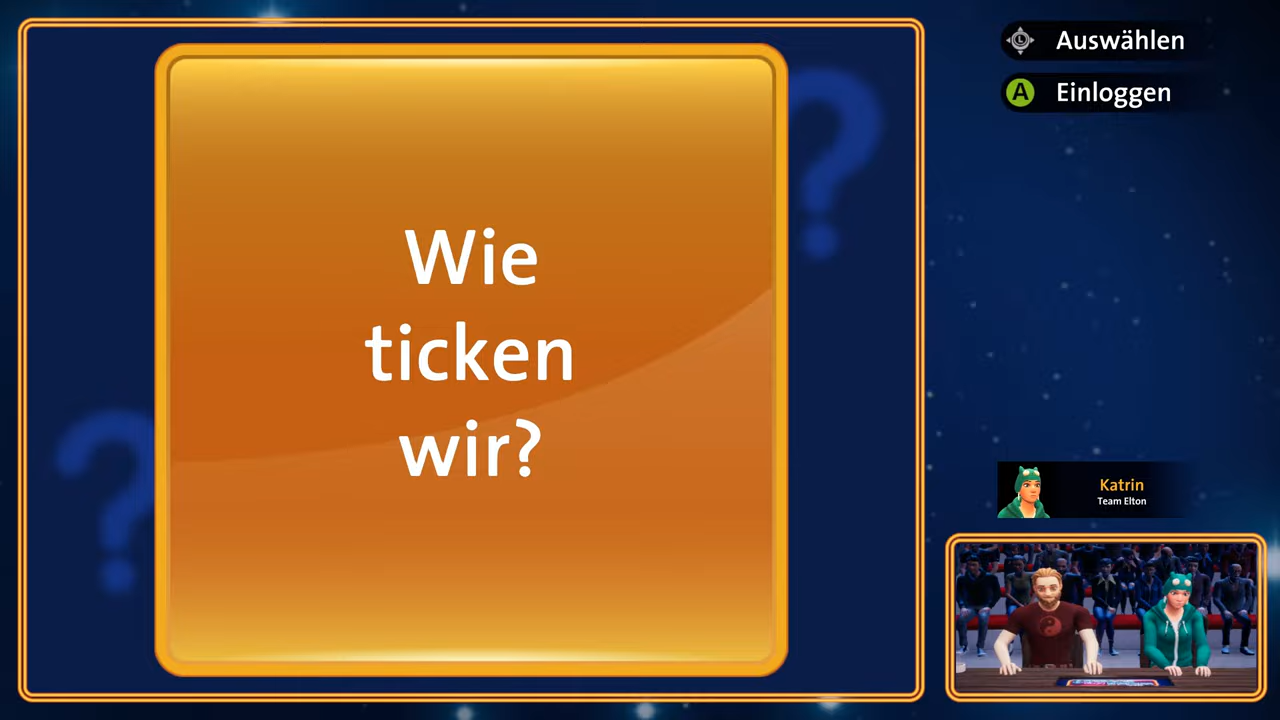 Wie
ticken
wir?
Auswählen
A Einloggen
Katrin
Team Elton